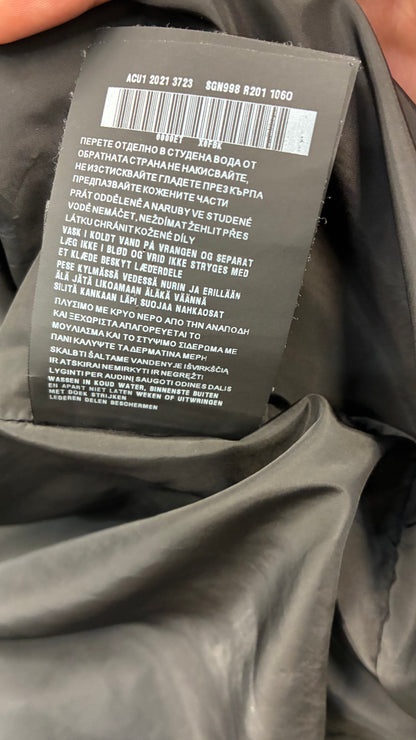 ACU1 2021 3723 SGN998 R201 1060
ПЕРЕТЕ ОТДЕЛНО В СТУДЕНА ВОДА ОТ
ОБРАТНАТА СТРАНА НЕ НАКИСВАЙТЕ,
НЕ ИЗСТИСКВАЙТЕ ГЛАДЕТЕ ПРЕЗ КЪРПА
ПРЕДПАЗВАЙТЕ КОЖЕНИТЕ ЧАСТИ
PRÁT ODDĚLENĚ A NARUBY VE STUDENÉ
VODĚ NEMÁČET, NEŽDÍMAT ŽEHLIT PŘES
LÁTKU CHRÁNIT KOŽENÉ DÍLY
VASK I KOLDT VAND PÅ VRANGEN OG SEPARAT
LÆG IKKE I BLØD OG VRID IKKE STRYGES MED
ET KLÆDE BESKYT LÆDERDELE
PESE KYLMÄSSÄ VEDESSÄ NURIN JA ERILLÄÄN
ÄLÄ JÄTÄ LIKOAMAAN ÄLÄKÄ VÄÄNNÄ
SILITÄ KANKAAN LÄPI SUOJAA NAHKAOSAT
ΠΛΥΣΙΜΟ ΜΕ ΚΡΥΟ ΝΕΡΟ ΑΠΟ ΤΗΝ ΑΝΑΠΟΔΗ
ΚΑΙ ΞΕΧΩΡΙΣΤΑ ΑΠΑΓΟΡΕΥΕΤΑΙ ΤΟ
ΜΟΥΛΙΑΣΜΑ ΚΑΙ ΤΟ ΣΤΥΨΙΜΟ ΣΙΔΕΡΩΜΑ ΜΕ
ΠΑΝΙ ΚΑΛΥΨΤΕ ΤΑ ΔΕΡΜΑΤΙΝΑ ΜΕΡΗ
SKALBTI ŠALTAME VANDENYJE IŠVIRKŠČIĄ
IR ATSKIRAI NEMIRKYTI IR NEGRĘŽTI
LYGINTI PER AUDINĮ SAUGOTI ODINES DALIS
WASSEN IN KOUD WATER, BINNENSTE BUITEN
EN APART NIET LATEN WEKEN OF UITWRINGEN
MET DOEK STRIJKEN
LEDEREN DELEN BESCHERMEN